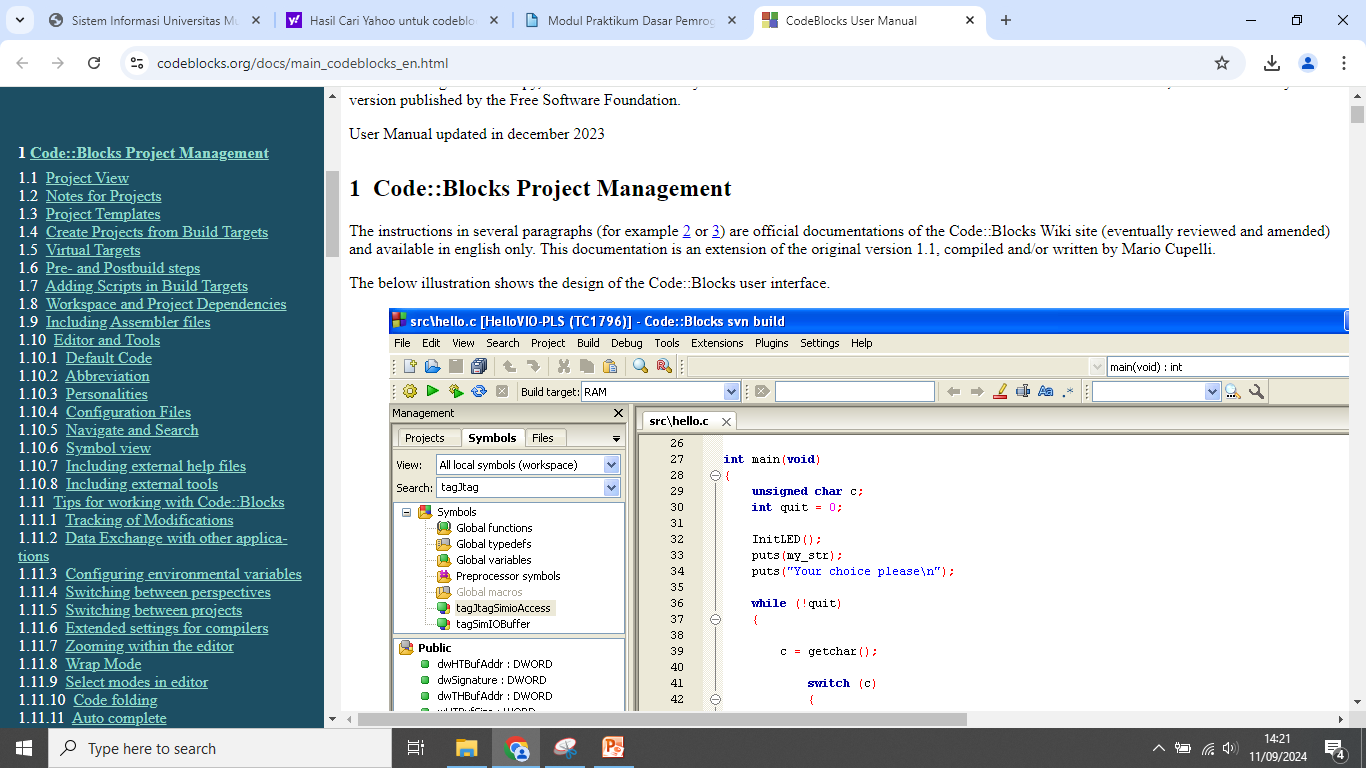 Sistem Informasi Universitas Mu
Hasil Cari Yahoo untuk codeblo
Modul Praktikum Dasar Pemrog
CodeBlocks User Manual
codeblocks.org/docs/main_codeblocks_en.html
1 Code::Blocks Project Management
1.1 Project View
1.2 Notes for Projects
1.3 Project Templates
1.4 Create Projects from Build Targets
1.5 Virtual Targets
1.6 Pre- and Postbuild steps
1.7 Adding Scripts in Build Targets
1.8 Workspace and Project Dependencies
1.9 Including Assembler files
1.10 Editor and Tools
1.10.1 Default Code
1.10.2 Abbreviation
1.10.3 Personalities
1.10.4 Configuration Files
1.10.5 Navigate and Search
1.10.6 Symbol view
1.10.7 Including external help files
1.10.8 Including external tools
1.11 Tips for working with Code::Blocks
1.11.1 Tracking of Modifications
1.11.2 Data Exchange with other applica-
tions
1.11.3 Configuring environmental variables
1.11.4 Switching between perspectives
1.11.5 Switching between projects
1.11.6 Extended settings for compilers
1.11.7 Zooming within the editor
1.11.8 Wrap Mode
1.11.9 Select modes in editor
1.11.10 Code folding
1.11.11 Auto complete
version published by the Free Software Foundation.
User Manual updated in december 2023
1 Code::Blocks Project Management
The instructions in several paragraphs (for example 2 or 3) are official documentations of the Code::Blocks Wiki site (eventually reviewed and amended)
and available in english only. This documentation is an extension of the original version 1.1, compiled and/or written by Mario Cupelli.
The below illustration shows the design of the Code::Blocks user interface.
src\hello.c [HelloVIO-PLS (TC1796)] - Code::Blocks svn build
File Edit View Search Project Build Debug Tools Extensions Plugins Settings Help
main(void) : int
Build target: RAM
Management
Projects Symbols Files
View: All local symbols (workspace)
Search: tagJtag
Symbols
Global functions
Global typedefs
Global variables
Preprocessor symbols
Global macros
tagJtagSimioAccess
tagSimIOBuffer
Public
dwHTBufAddr : DWORD
dwSignature : DWORD
dwTHBufAddr : DWORD
src\hello.c
26
27 int main(void)
28 {
29 unsigned char c;
30 int quit = 0;
31
32 InitLED();
33 puts(my_str);
34 puts("Your choice please\n");
35
36 while (!quit)
37 {
38
39 c = getchar();
40
41 switch (c)
42 {
Type here to search
14:21
11/09/2024
4